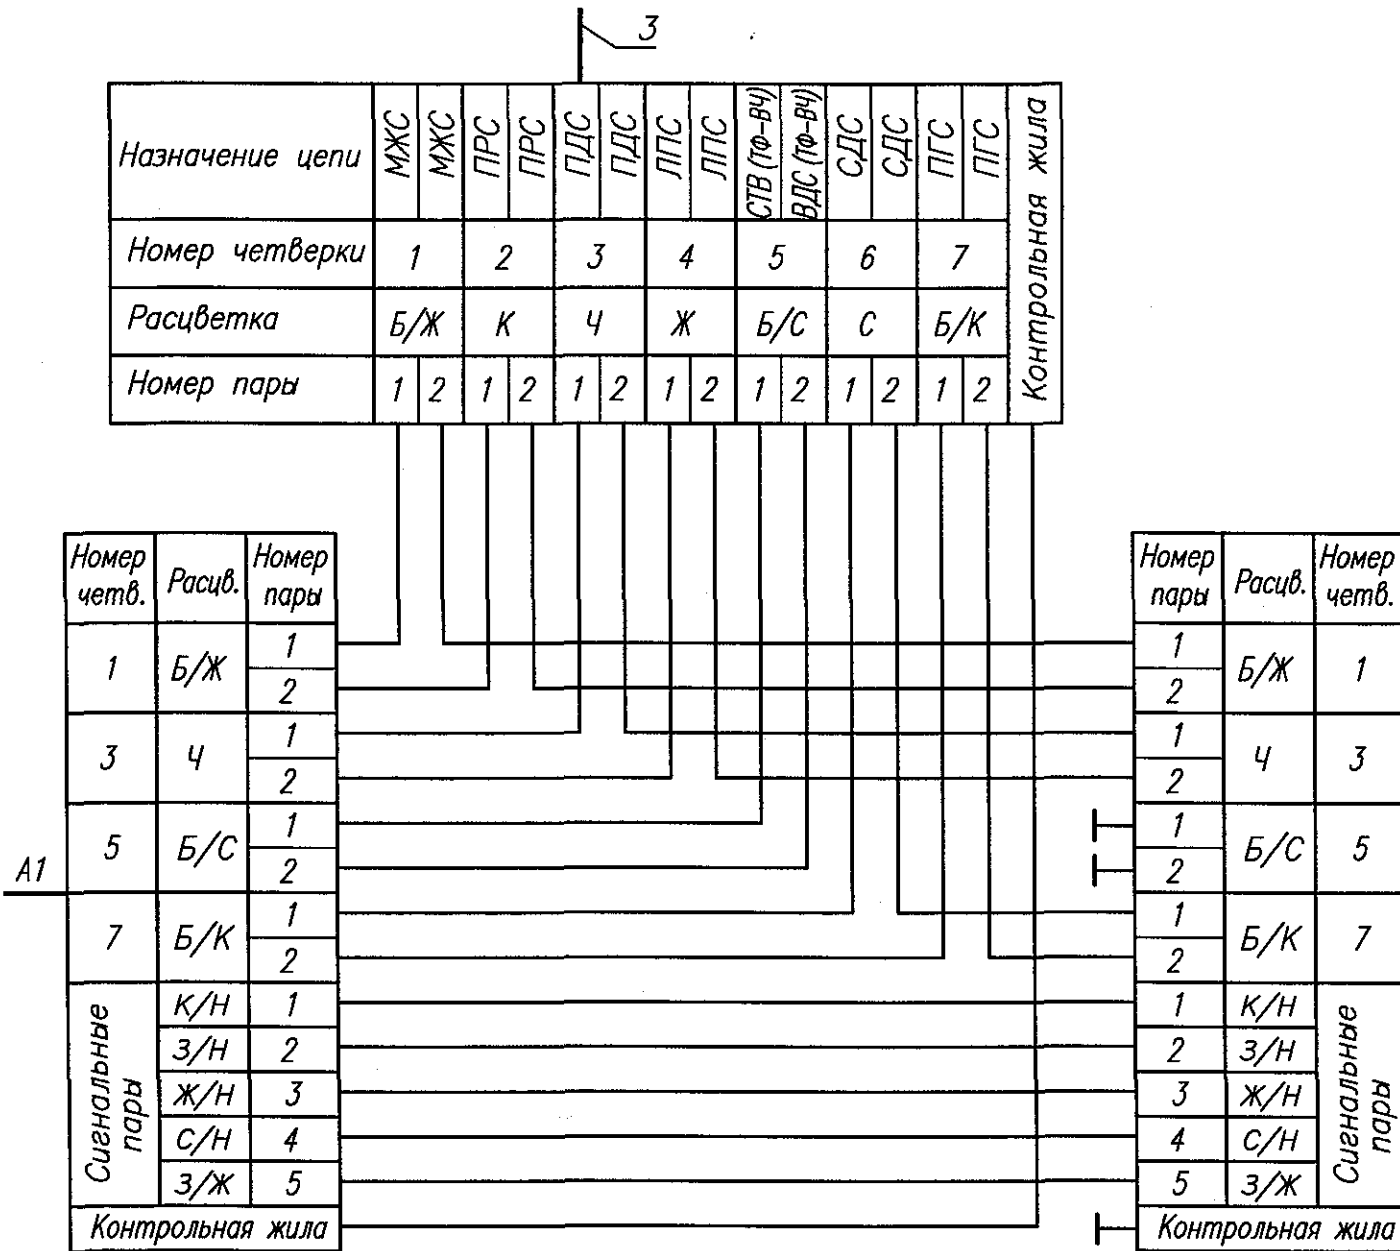 3
Назначение цепи МЖС МЖС ПРС ПРС ПДС ПДС ЛПС ЛПС СТВ (ТФ-ВЧ) ВДС (ТФ-ВЧ) СДС СДС ПГС ПГС Контрольная жила
Номер четверки 1 2 3 4 5 6 7
Расцветка Б/Ж К Ч Ж Б/С С Б/К
Номер пары 1 2 1 2 1 2 1 2 1 2 1 2 1 2
Номер четв. Расцв. Номер пары
1 Б/Ж 1
2
3 Ч 1
2
А1
5 Б/С 1
2
7 Б/К 1
2
Сигнальные пары
К/Н 1
З/Н 2
Ж/Н 3
С/Н 4
З/Ж 5
Контрольная жила
Номер пары Расцв. Номер четв.
1 Б/Ж 1
2
1 Ч 3
2
1 Б/С 5
2
1 Б/К 7
2
1 К/Н
2 З/Н
3 Ж/Н
4 С/Н
5 З/Ж
Сигнальные пары
Контрольная жила